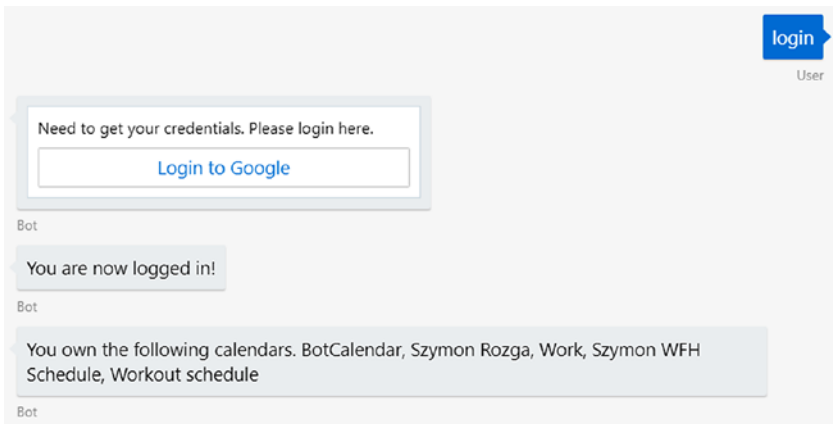 login
User
Need to get your credentials. Please login here.
Login to Google
Bot
You are now logged in!
Bot
You own the following calendars. BotCalendar, Szymon Rozga, Work, Szymon WFH
Schedule, Workout schedule
Bot